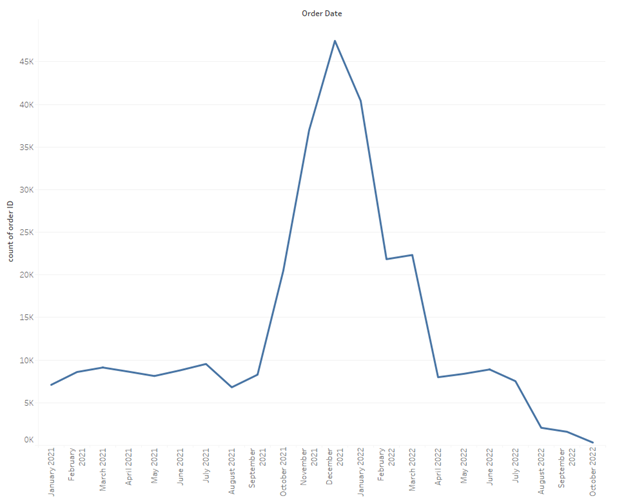 Order Date
count of order ID
45K
40K
35K
30K
25K
20K
15K
10K
5K
0K
January 2021
February
2021
March 2021
April 2021
May 2021
June 2021
July 2021
August 2021
September
2021
October 2021
November
2021
December
2021
January 2022
February
2022
March 2022
April 2022
May 2022
June 2022
July 2022
August 2022
September
2022
October 2022